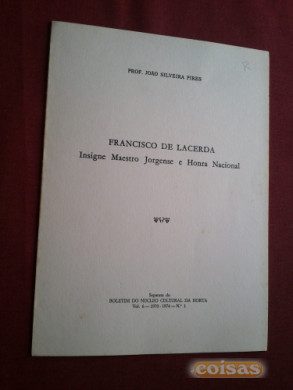 PROF. JOÃO SILVEIRA PIRES
FRANCISCO DE LACERDA
Insigne Maestro Jorgense e Honra Nacional
Separata do
BOLETIM DO NÚCLEO CULTURAL DA HORTA
coisas